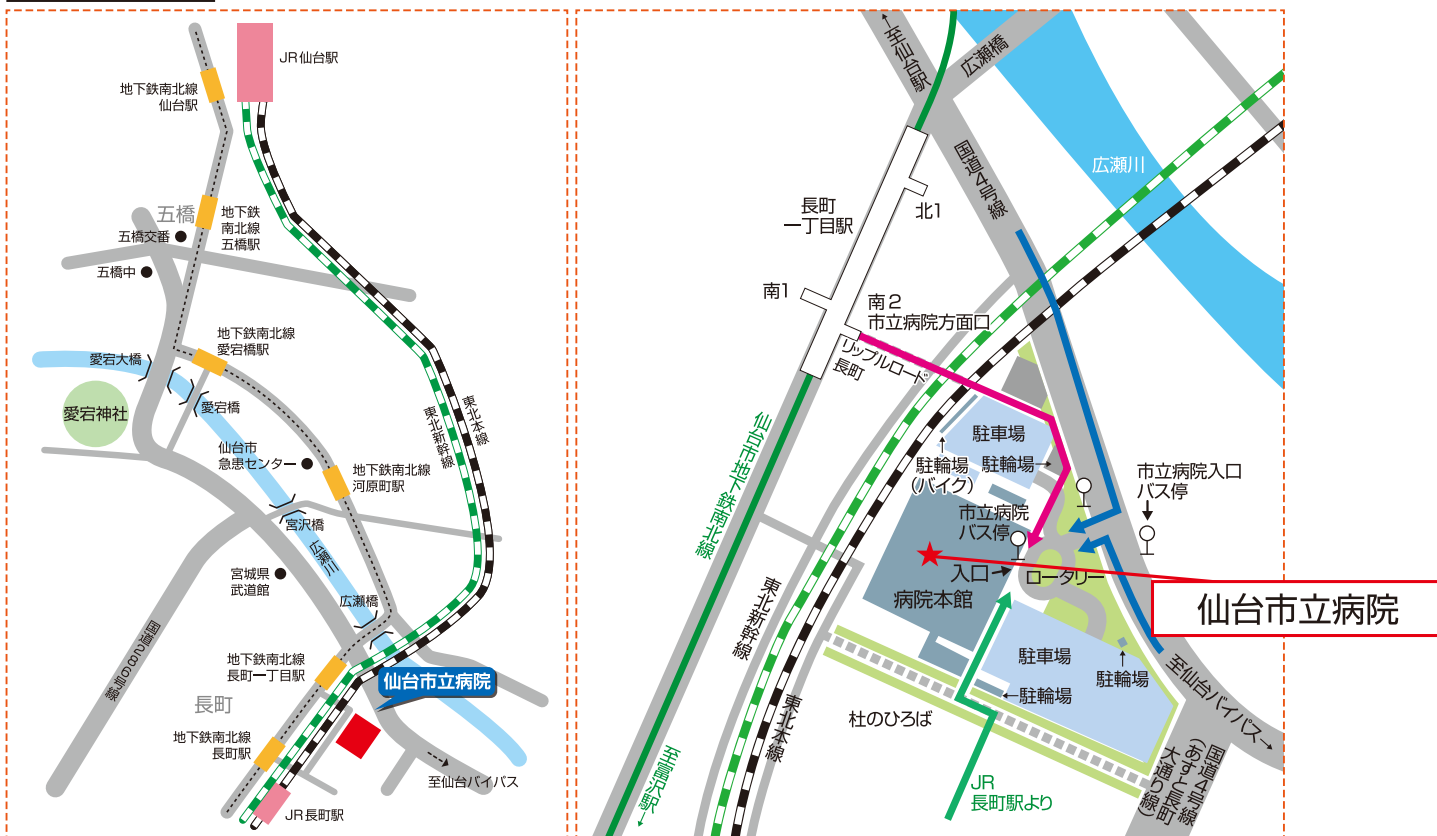 JR仙台駅
地下鉄南北線
仙台駅
五橋
地下鉄
南北線
五橋駅
五橋交番
五橋中
地下鉄南北線
愛宕橋駅
愛宕大橋
愛宕橋
愛宕神社
東北本線
東北新幹線
仙台市
急患センター
地下鉄南北線
河原町駅
宮沢橋
広瀬川
宮城県
武道館
広瀬橋
国道286号線
地下鉄南北線
長町一丁目駅
仙台市立病院
長町
地下鉄南北線
長町駅
至仙台バイパス
JR長町駅
↑至仙台駅
広瀬橋
国道4号線
広瀬川
長町
一丁目駅
北1
南1
南2
市立病院方面口
リップルロード
長町
仙台市地下鉄南北線
駐車場
駐輪場
(バイク)
駐輪場
市立病院入口
バス停
市立病院
バス停
入口
ロータリー
病院本館
仙台市立病院
東北新幹線
東北本線
駐車場
駐輪場
駐輪場
杜のひろば
至仙台バイパス
国道4号線
(あすと長町
大通り線)
JR
長町駅より
至富沢駅